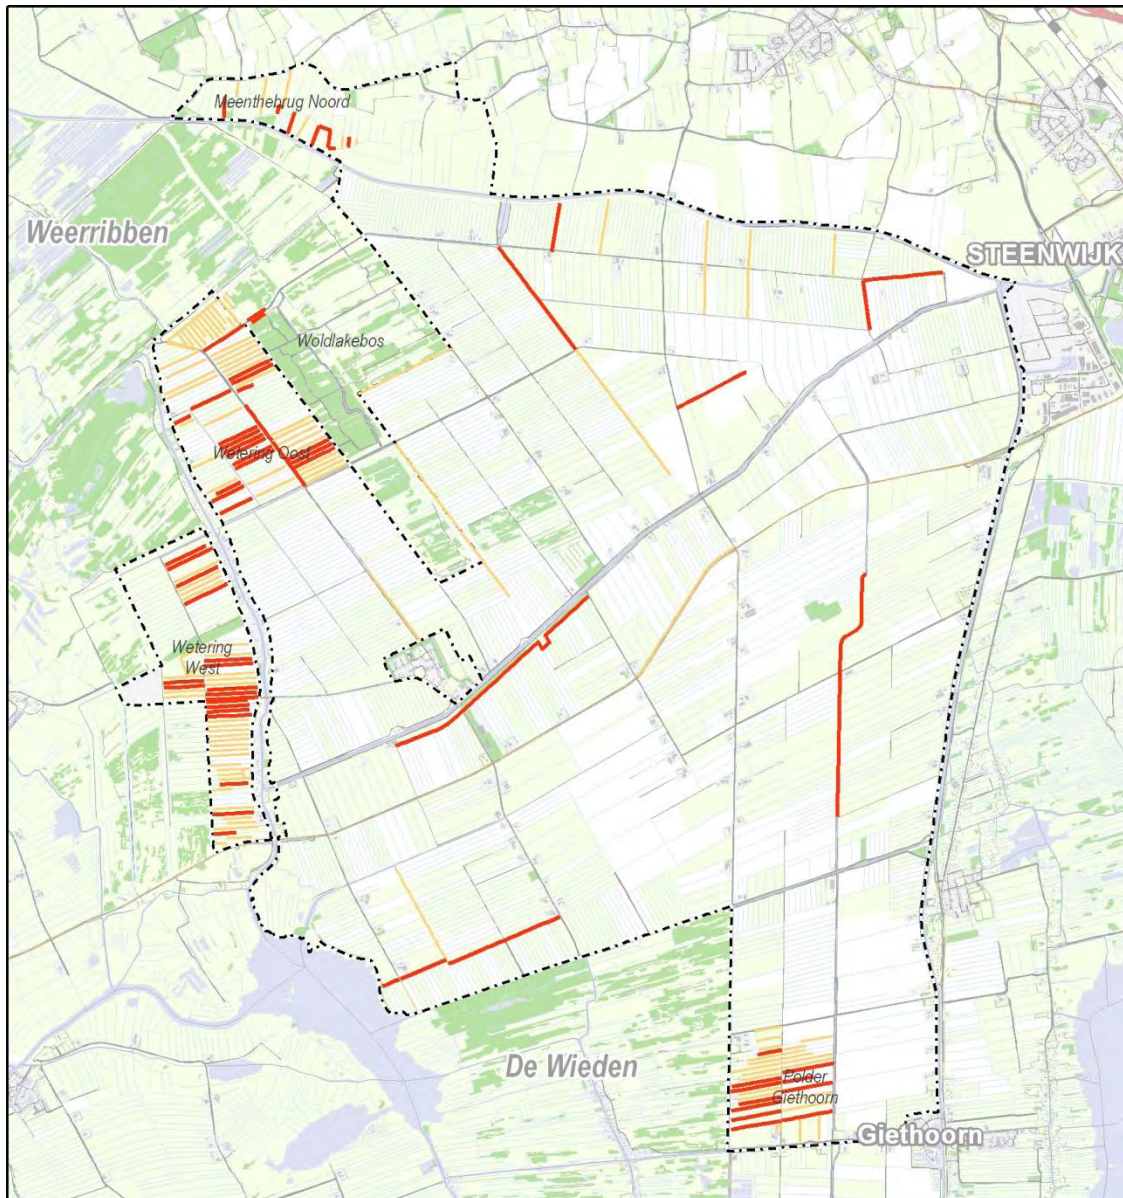 Meenthebrug Noord
Weerribben
STEENWIJK
Woldlakebos
Wetering Oost
Wetering
West
De Wieden
Polder
Giethoorn
Giethoorn